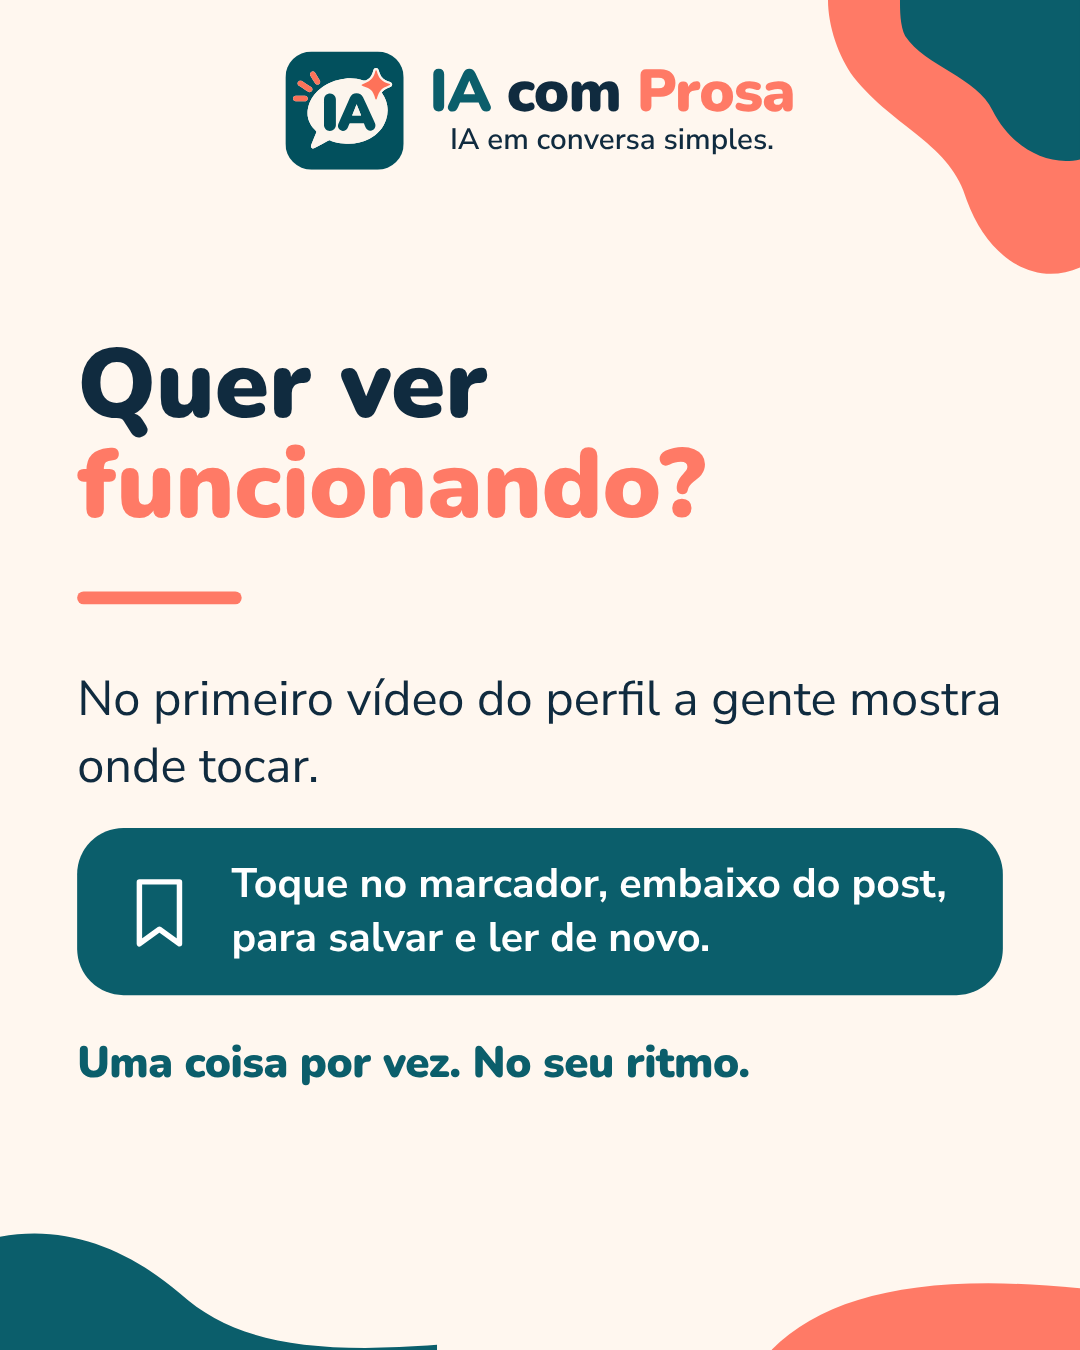 IA
IA com Prosa
IA em conversa simples.
Quer ver
funcionando?
No primeiro vídeo do perfil a gente mostra
onde tocar.
Toque no marcador, embaixo do post,
para salvar e ler de novo.
Uma coisa por vez. No seu ritmo.